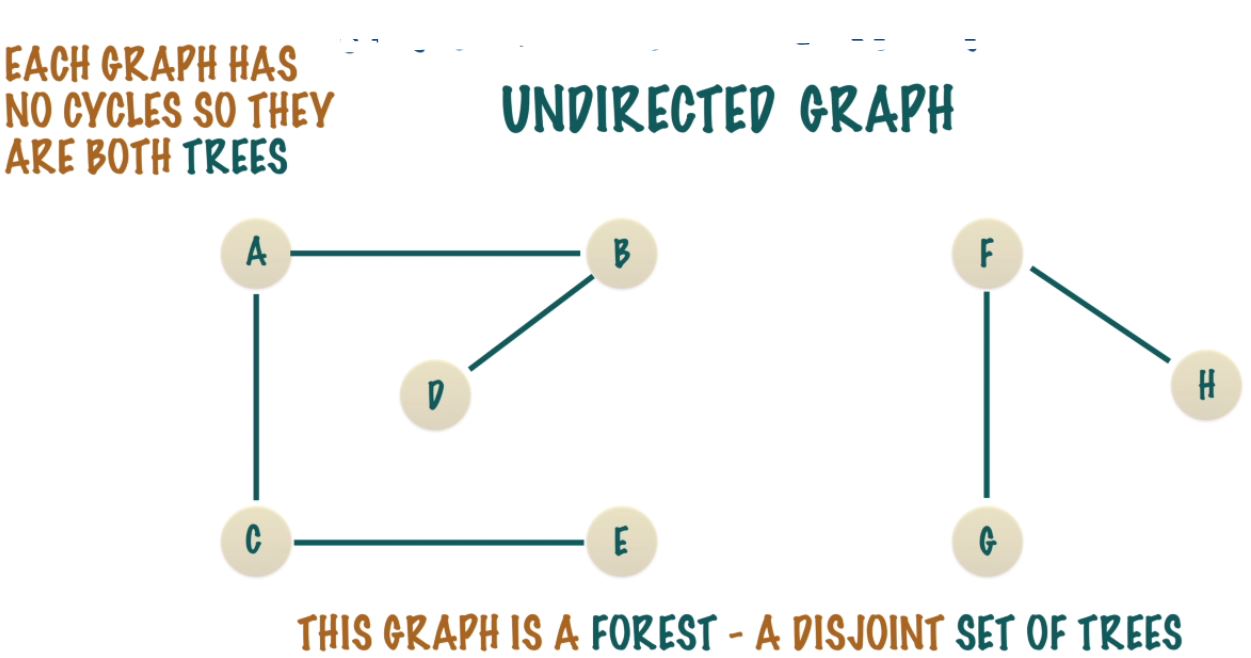 EACH GRAPH HAS
NO CYCLES SO THEY
ARE BOTH TREES
UNDIRECTED GRAPH
A
B
F
D
H
C
E
G
THIS GRAPH IS A FOREST - A DISJOINT SET OF TREES